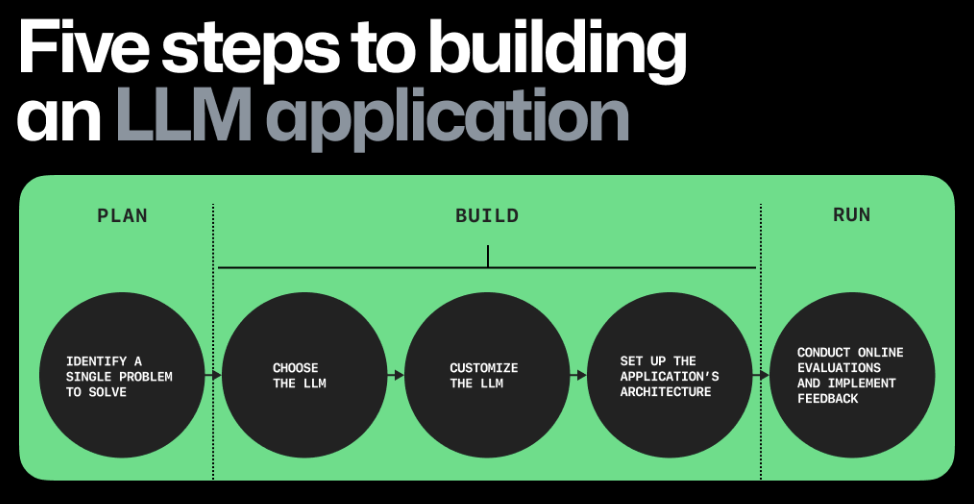 Five steps to building
an LLM application
PLAN
BUILD
RUN
IDENTIFY A
SINGLE PROBLEM
TO SOLVE
CHOOSE
THE LLM
CUSTOMIZE
THE LLM
SET UP THE
APPLICATION'S
ARCHITECTURE
CONDUCT ONLINE
EVALUATIONS
AND IMPLEMENT
FEEDBACK